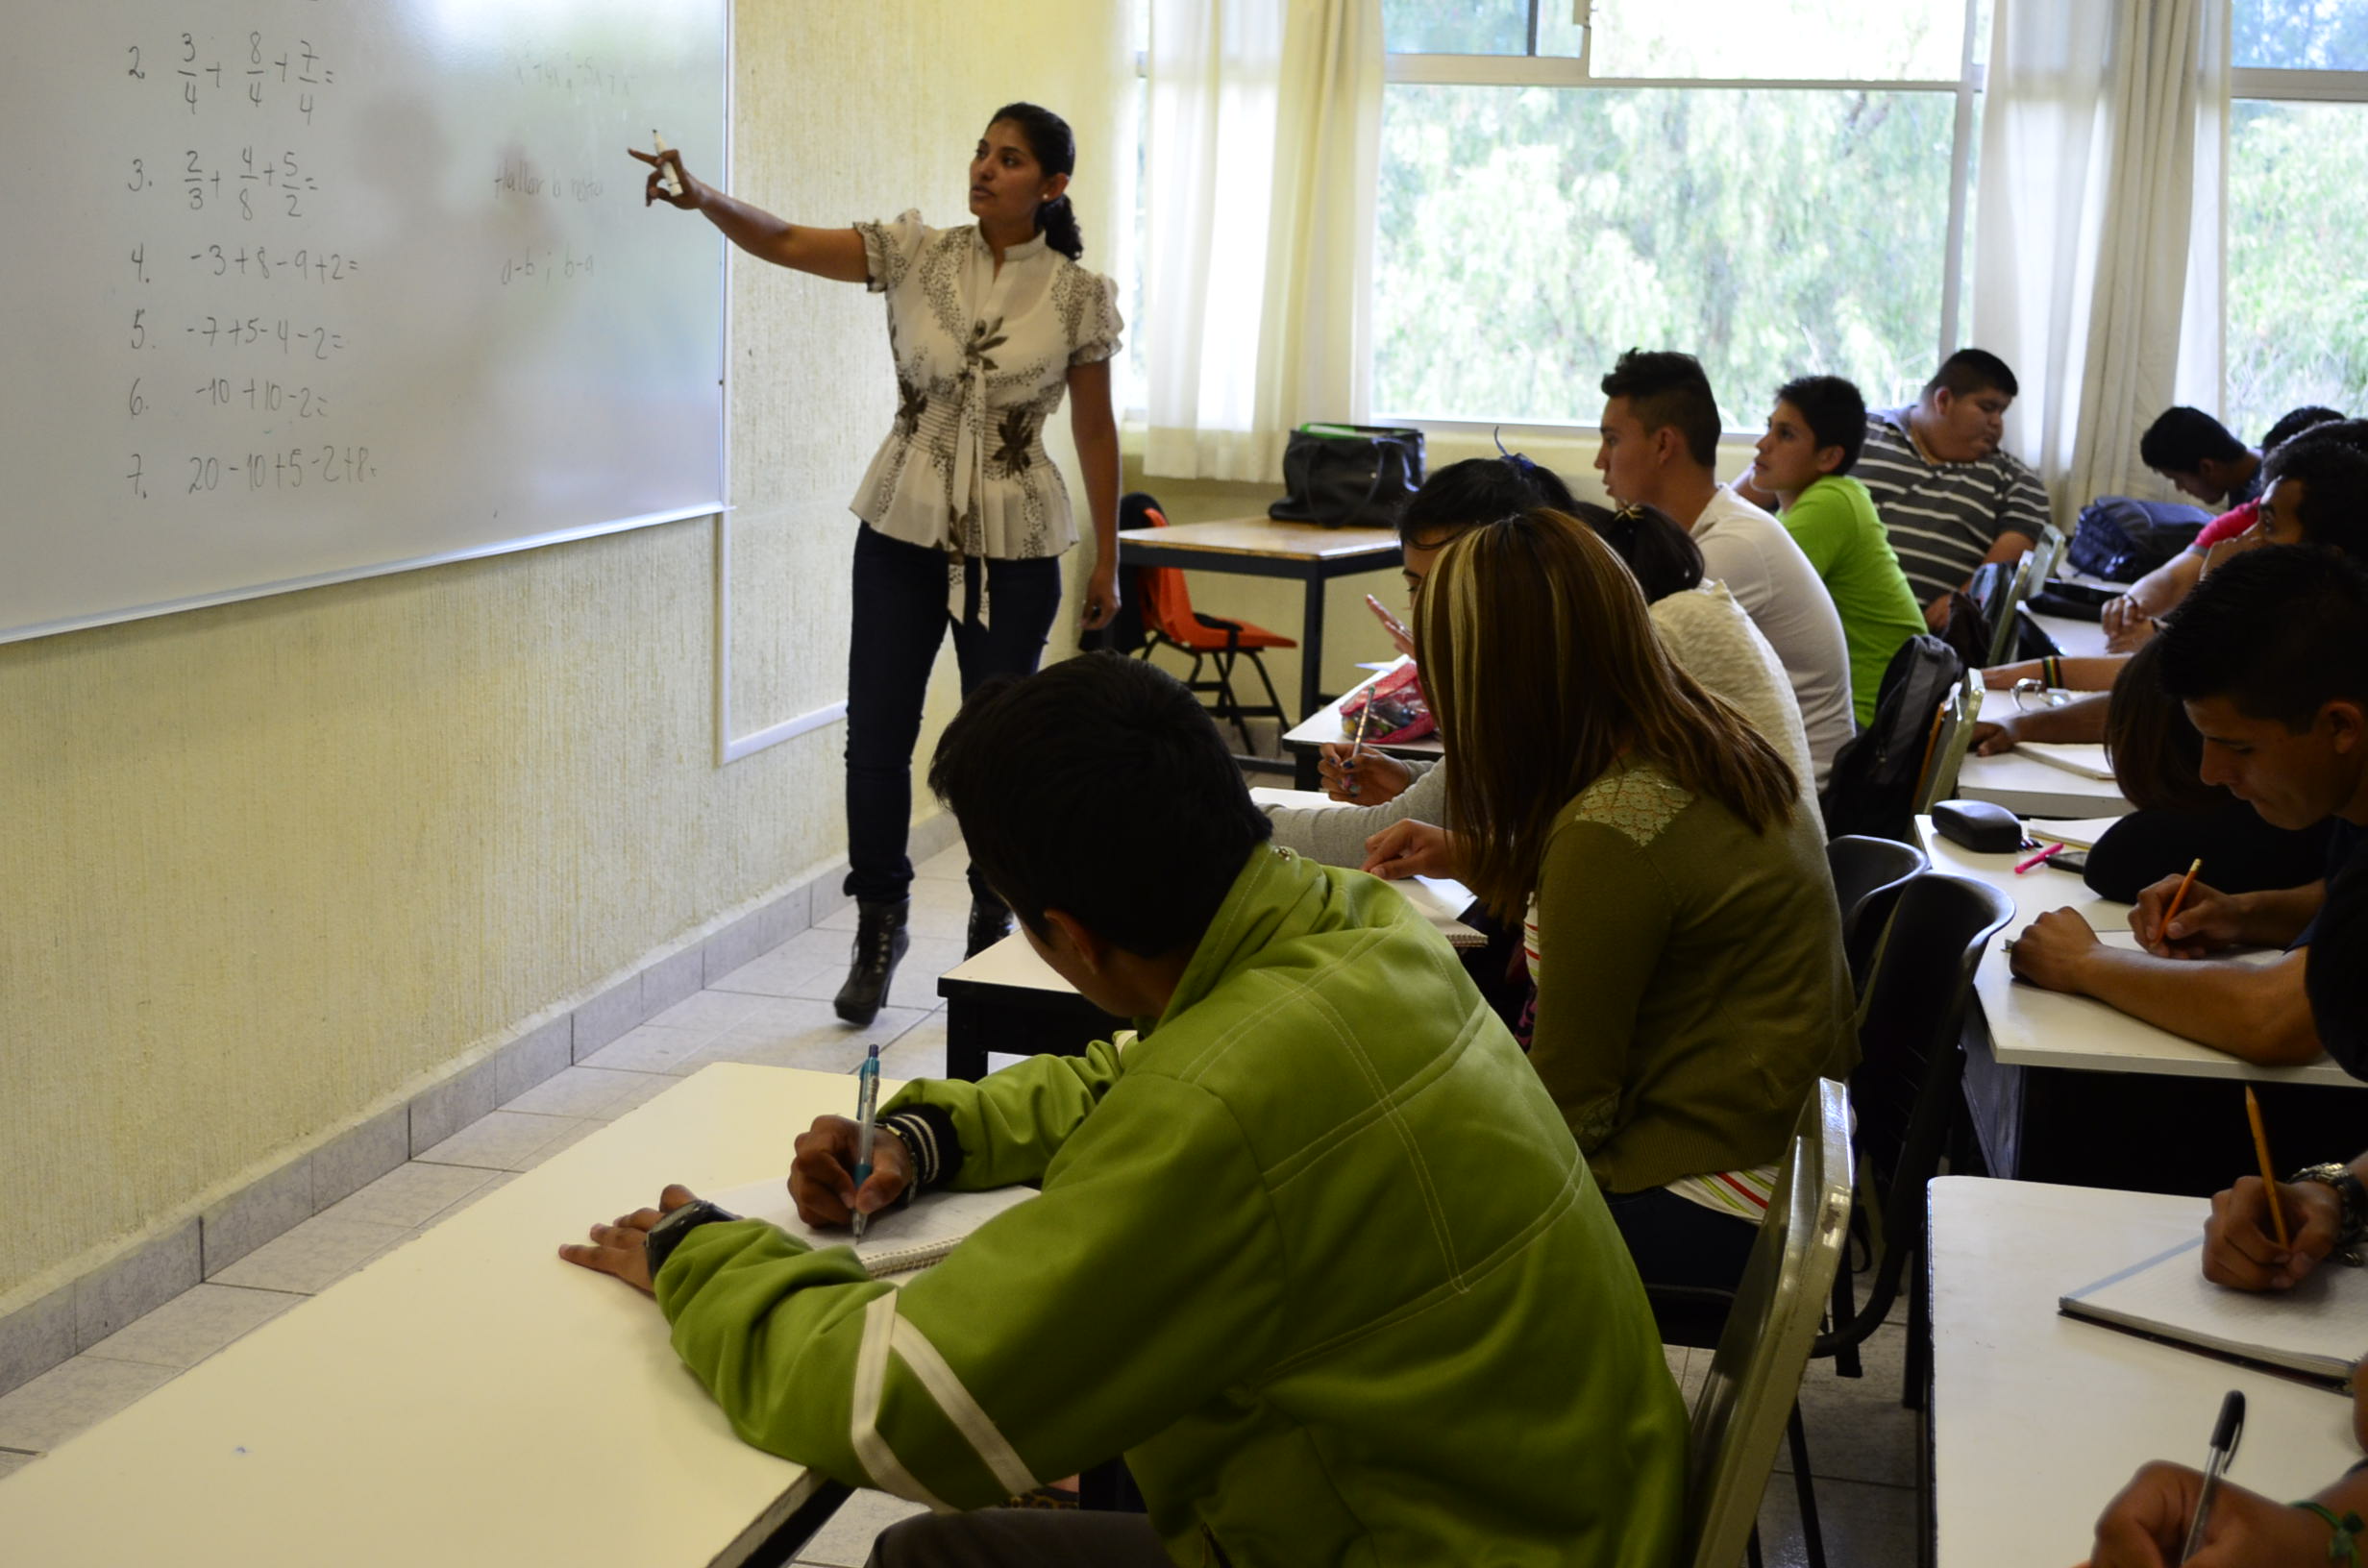 2 3/4 + 8/4 + 7/4 =
3. 2/3 + 4/8 + 5/2 =
4. -3+8-9+2=
5. -7+5-4-2=
6. -10+10-2=
7. 20-10+5-2+8=
Hallar la resta
a-b ; b-a